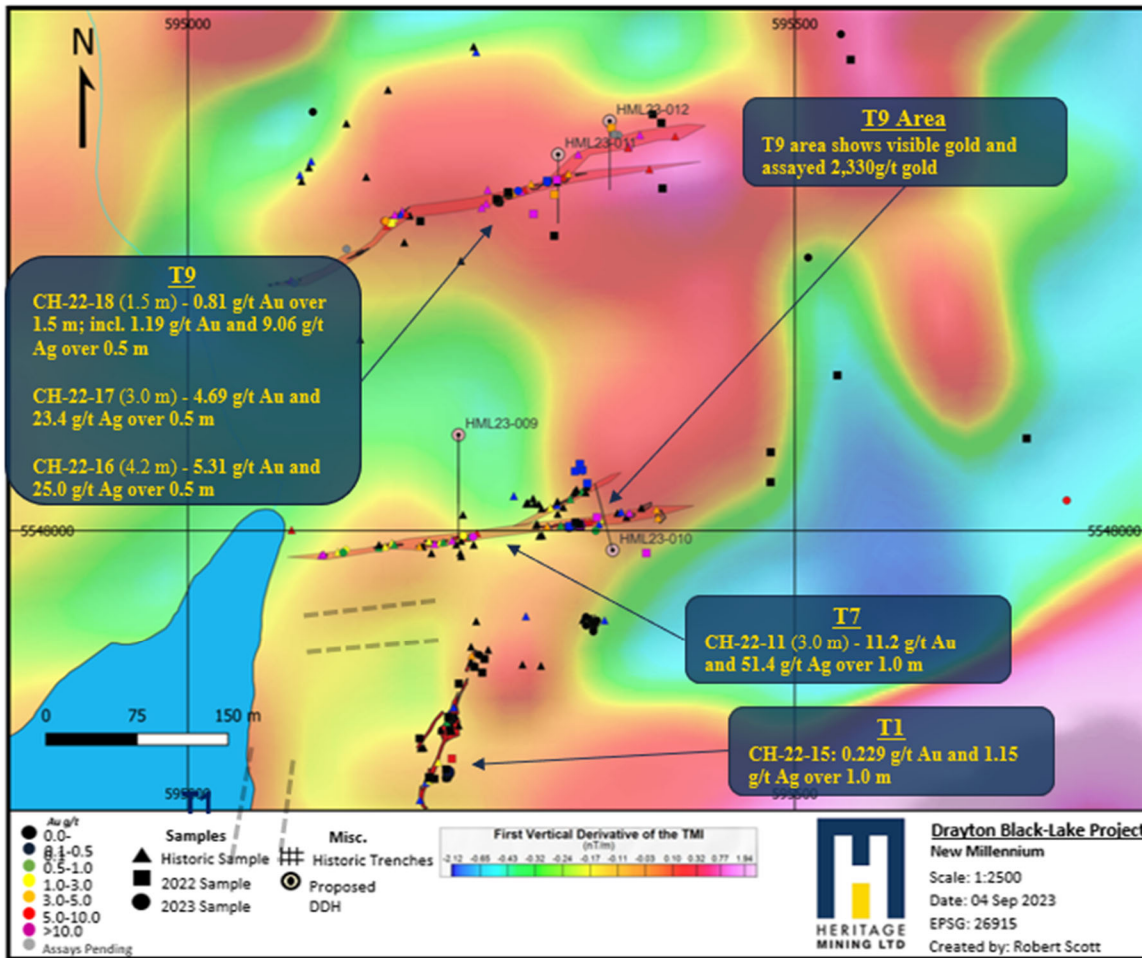 595000
595500
N
HML23-012
HML23-011
T9 Area
T9 area shows visible gold and
assayed 2,330g/t gold
T9
CH-22-18 (1.5 m) - 0.81 g/t Au over
1.5 m; incl. 1.19 g/t Au and 9.06 g/t
Ag over 0.5 m
CH-22-17 (3.0 m) - 4.69 g/t Au and
23.4 g/t Ag over 0.5 m
CH-22-16 (4.2 m) - 5.31 g/t Au and
25.0 g/t Ag over 0.5 m
HML23-009
5548000
5548000
HML23-010
T7
CH-22-11 (3.0 m) - 11.2 g/t Au
and 51.4 g/t Ag over 1.0 m
0 75 150 m
T1
CH-22-15: 0.229 g/t Au and 1.15
g/t Ag over 1.0 m
595500
T1
Au g/t
0.0-
0.1-0.5
0.5-1.0
1.0-3.0
3.0-5.0
5.0-10.0
>10.0
Assays Pending
Samples
Historic Sample
2022 Sample
2023 Sample
Misc.
Historic Trenches
Proposed
DDH
First Vertical Derivative of the TMI
(nT/m)
-2.12 -0.65 -0.43 -0.32 -0.24 -0.17 -0.11 -0.03 0.10 0.32 0.77 1.94
HERITAGE
MINING LTD
Drayton Black-Lake Project
New Millennium
Scale: 1:2500
Date: 04 Sep 2023
EPSG: 26915
Created by: Robert Scott